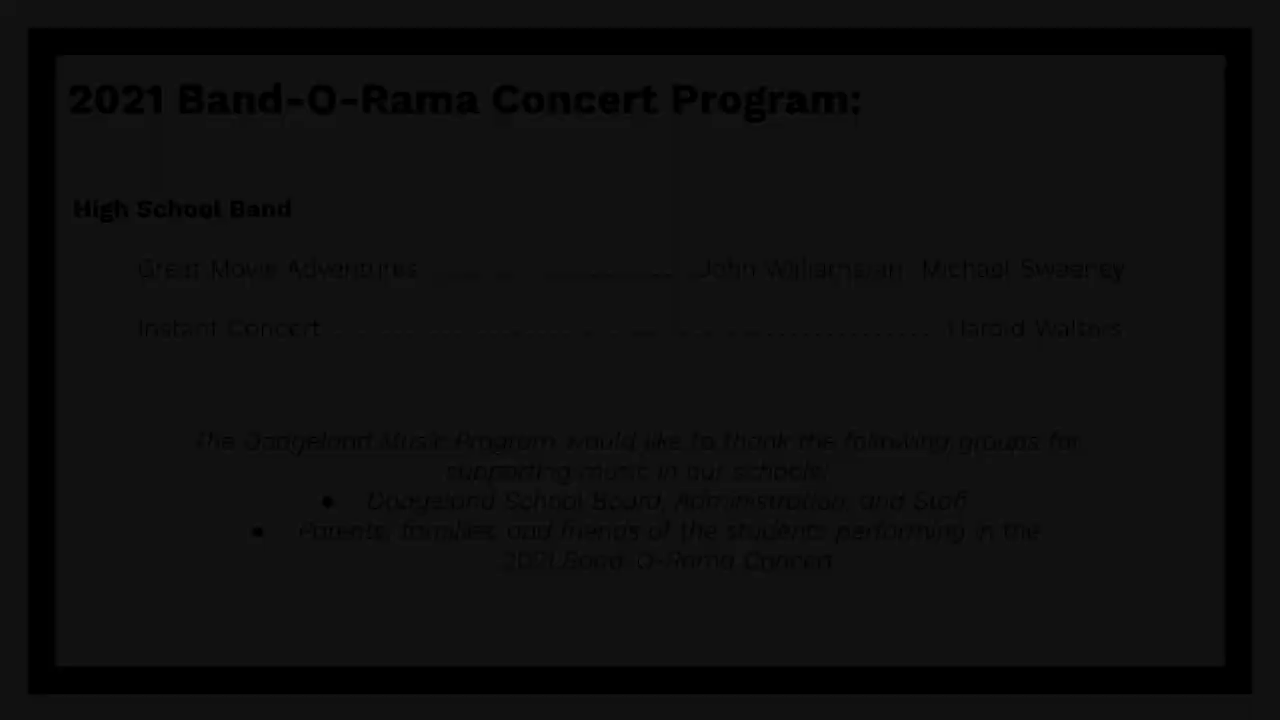 2021 Band-O-Rama Concert Program:
High School Band
Great Movie Adventures John Williams/arr. Michael Sweeney
Instant Concert Harold Walters
The Dodgeland Music Program would like to thank the following groups for
supporting music in our schools:
● Dodgeland School Board, Administration, and Staff
● Parents, families, and friends of the students performing in the
2021 Band-O-Rama Concert